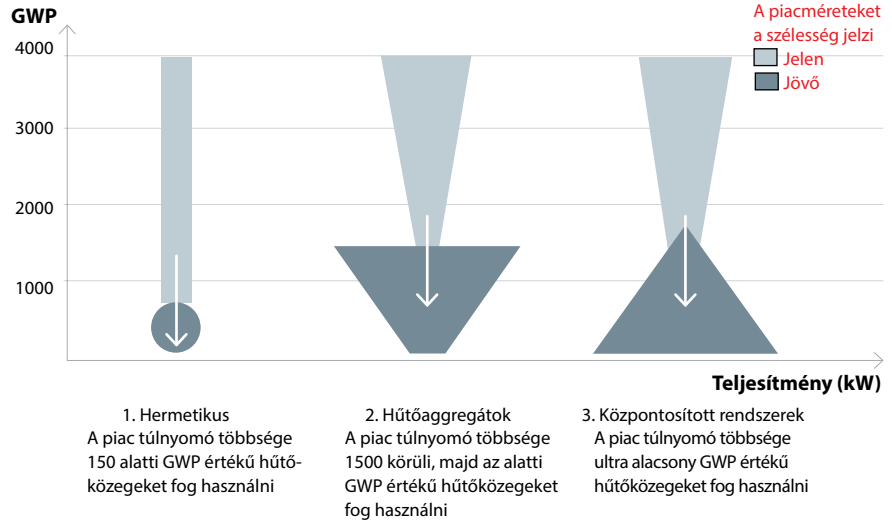 GWP
A piacméreteket
a szélesség jelzi
Jelen
Jövő
4000
3000
2000
1000
Teljesítmény (kW)
1. Hermetikus
A piac túlnyomó többsége
150 alatti GWP értékű hűtő-
közegeket fog használni
2. Hűtőaggregátok
A piac túlnyomó többsége
1500 körüli, majd az alatti
GWP értékű hűtőközegeket
fog használni
3. Központosított rendszerek
A piac túlnyomó többsége
ultra alacsony GWP értékű
hűtőközegeket fog használni